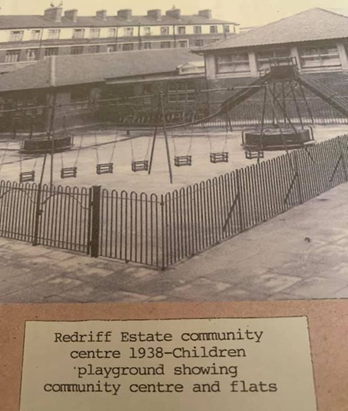 Redriff Estate community
centre 1938-Children
playground showing
community centre and flats